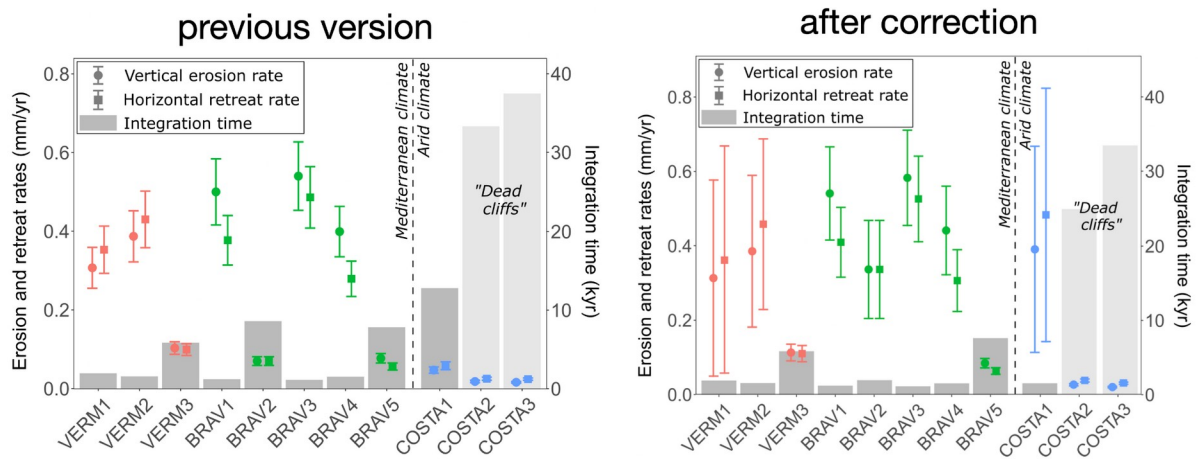 previous version
Vertical erosion rate
Horizontal retreat rate
Integration time
Mediterranean climate
Arid climate
"Dead
cliffs"
Erosion and retreat rates (mm/yr)
0.8
0.6
0.4
0.2
0.0
40
30
20
10
0
Integration time
(kyr)
VERM1
VERM2
VERM3
BRAV1
BRAV2
BRAV3
BRAV4
BRAV5
COSTA1
COSTA2
COSTA3
after correction
Vertical erosion rate
Horizontal retreat rate
Integration time
Mediterranean climate
Arid climate
"Dead
cliffs"
Erosion and retreat rates (mm/yr)
0.8
0.6
0.4
0.2
0.0
40
30
20
10
0
Integration time
(kyr)
VERM1
VERM2
VERM3
BRAV1
BRAV2
BRAV3
BRAV4
BRAV5
COSTA1
COSTA2
COSTA3